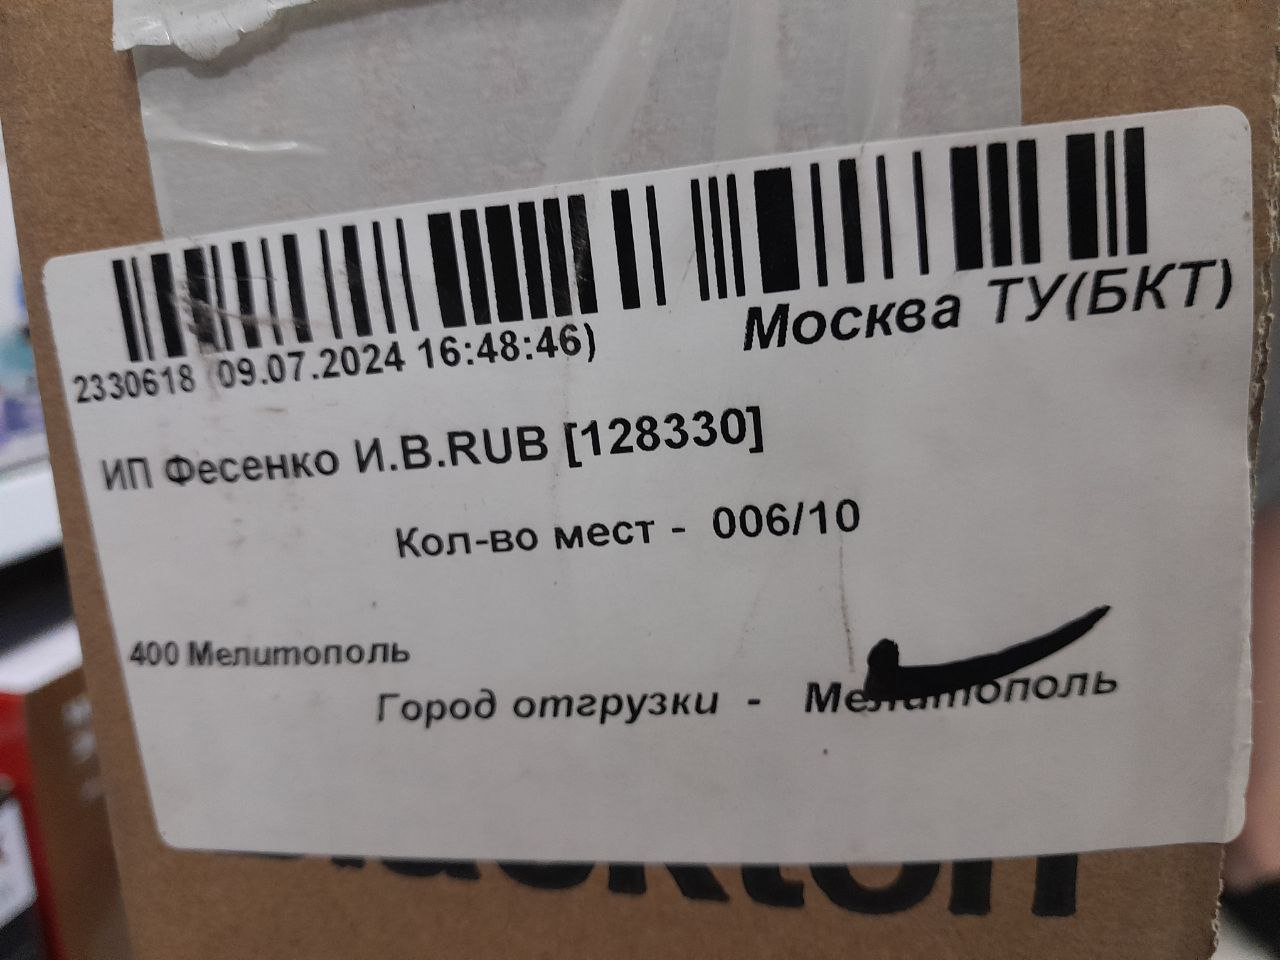 2330618 (09.07.2024 16:48:46)
Москва ТУ(БКТ)
ИП Фесенко И.В.RUB [128330]
Кол-во мест - 006/10
400 Мелитополь
Город отгрузки - Мелитополь